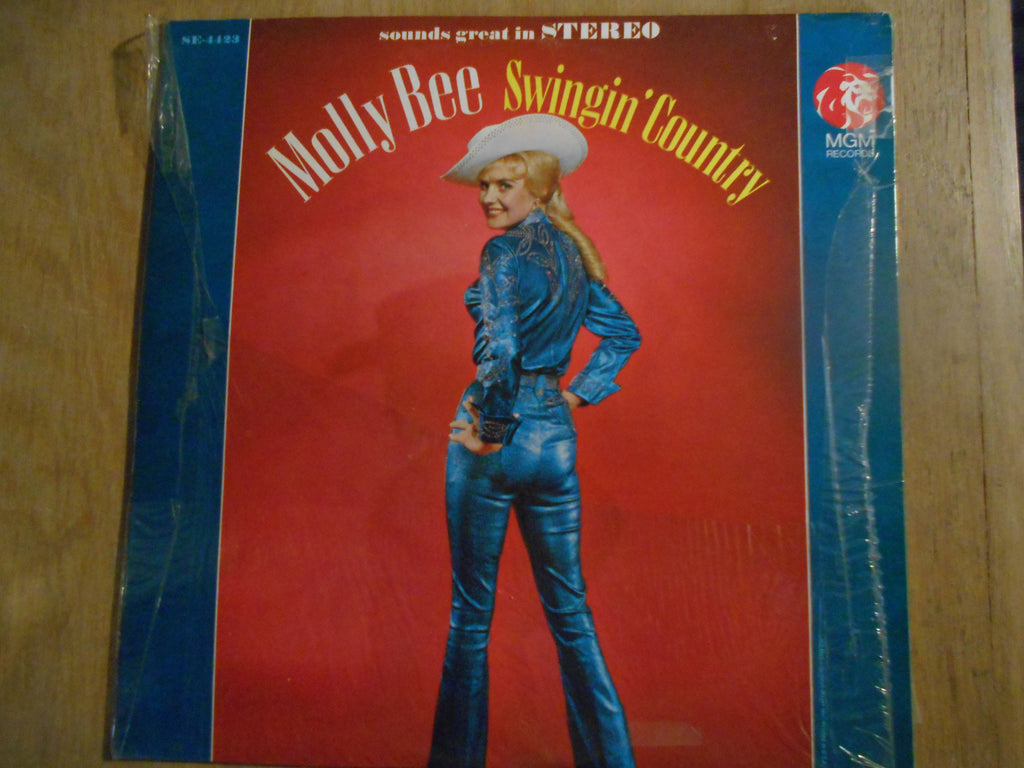 SE-4423
sounds great in STEREO
Molly Bee Swingin' Country
MGM
RECORDS